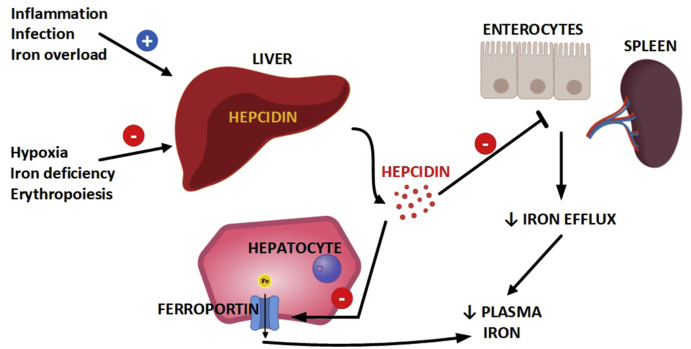 Inflammation
Infection
Iron overload
+
LIVER
HEPCIDIN
ENTEROCYTES
SPLEEN
-
Hypoxia
Iron deficiency
Erythropoiesis
HEPCIDIN
-
↓ IRON EFFLUX
HEPATOCYTE
Fe
-
FERROPORTIN
↓ PLASMA
IRON